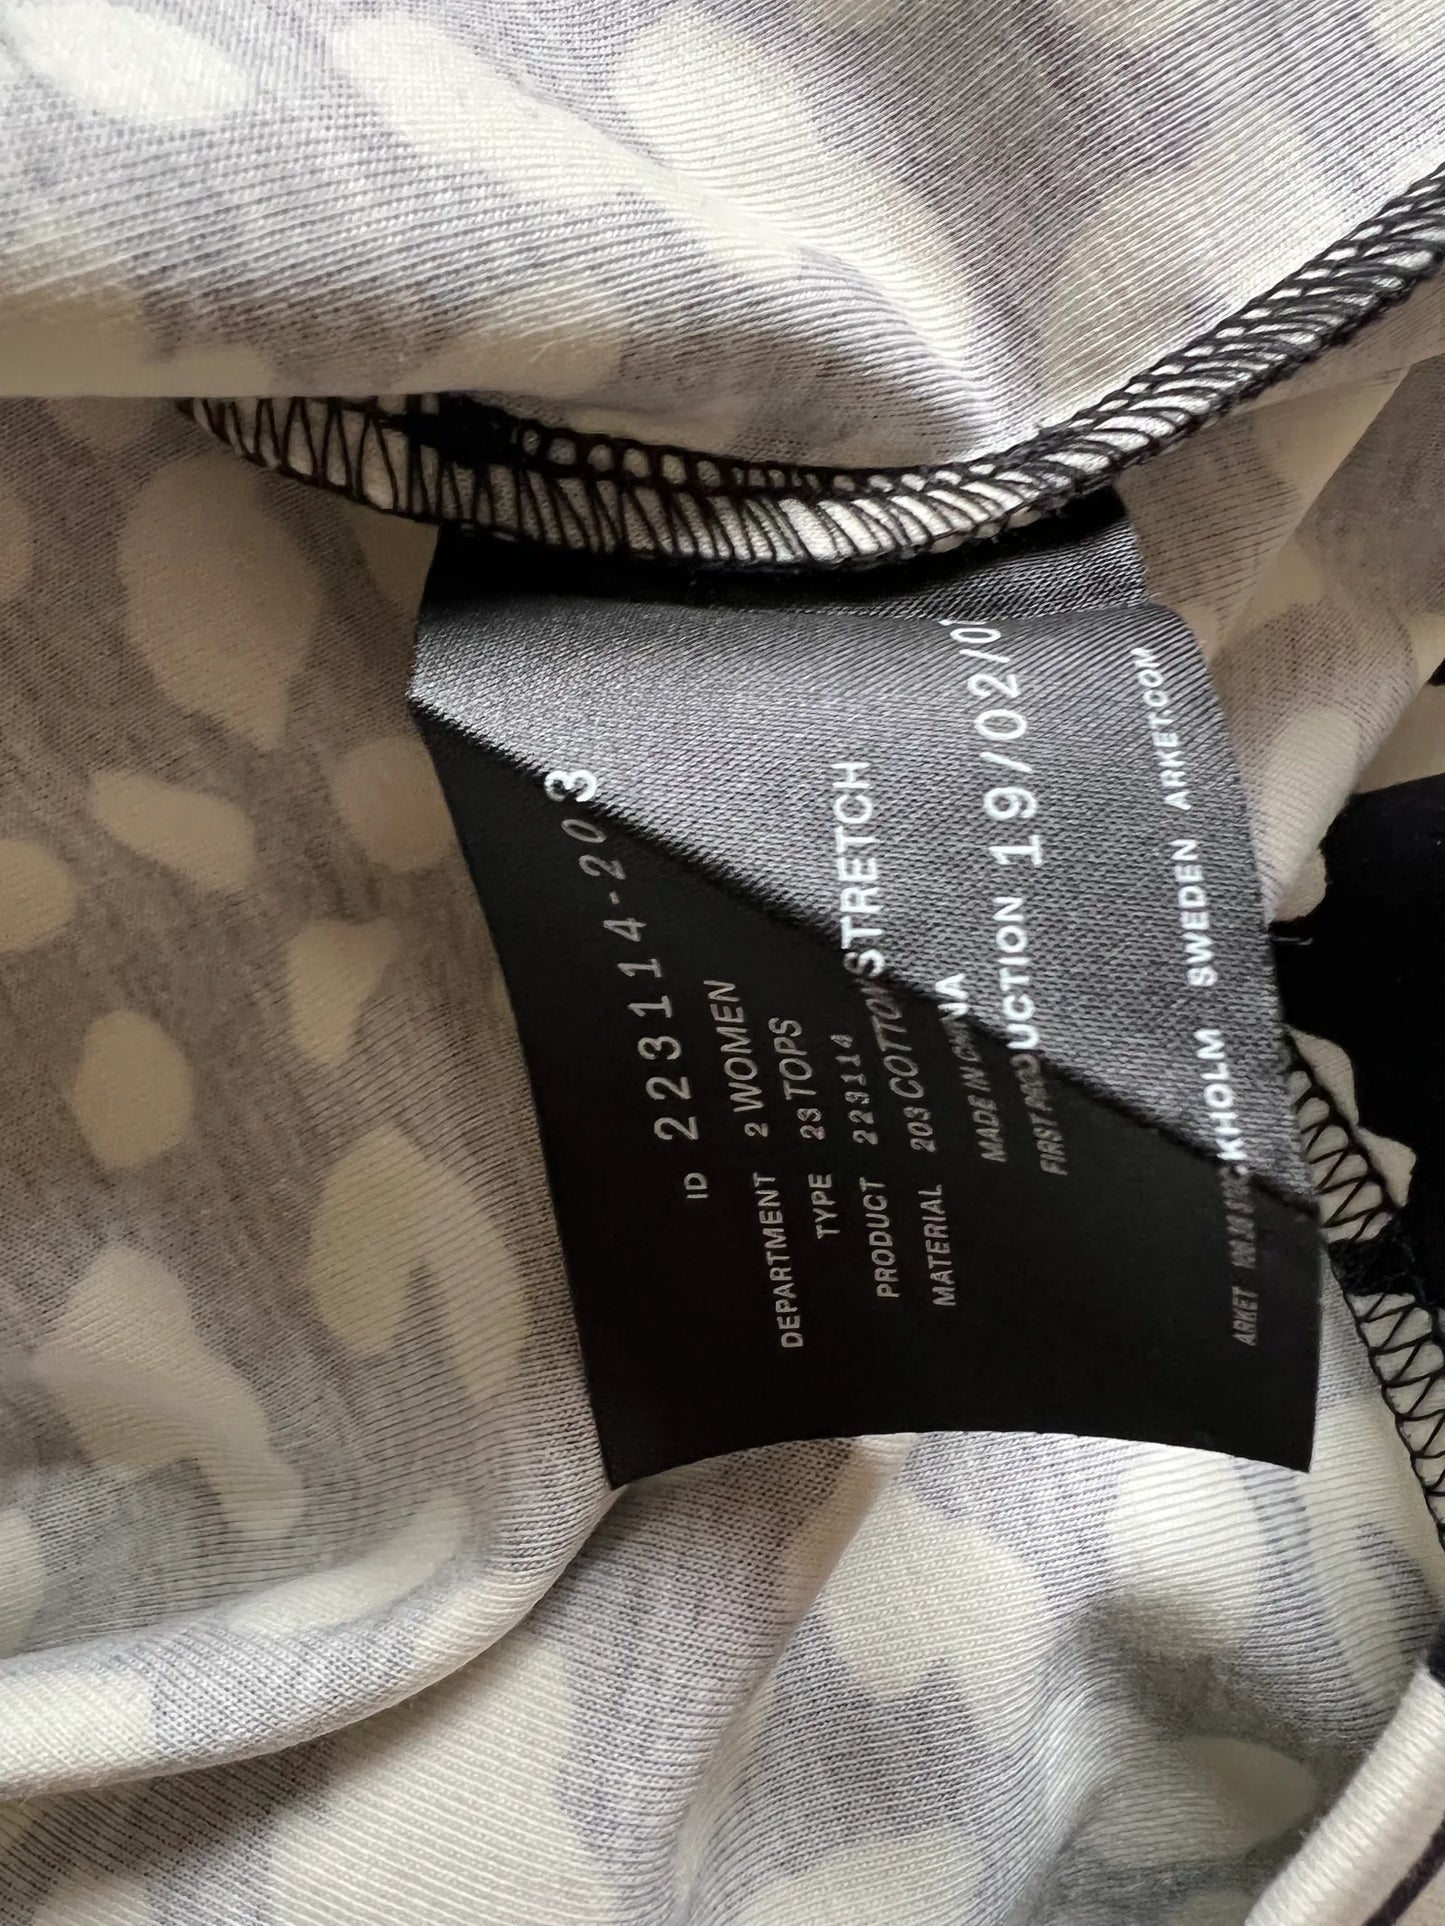 ID 223114-203
DEPARTMENT 2 WOMEN
TYPE 23 TOPS
PRODUCT 223114
MATERIAL 203 COTTON STRETCH
MADE IN CHINA
FIRST PRODUCTION 19/02/0
ARKET STOCKHOLM SWEDEN ARKET.COM